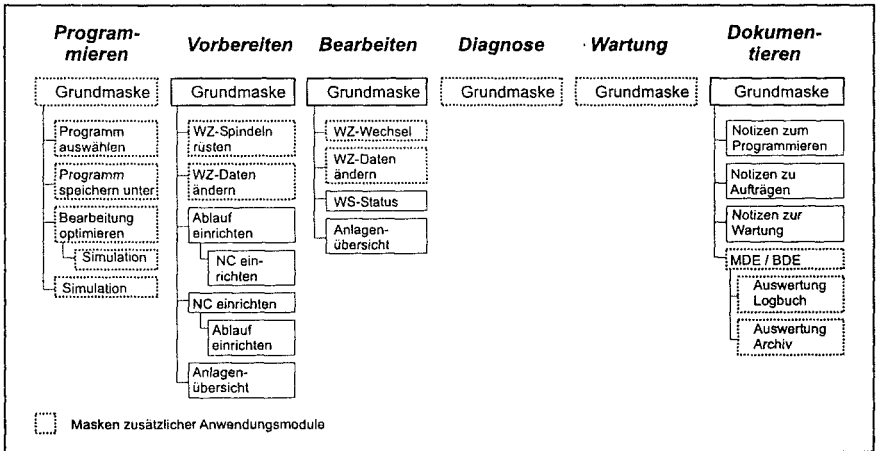 Program-
mieren
Vorbereiten
Bearbeiten
Diagnose
Wartung
Dokumen-
tieren
Grundmaske
Grundmaske
Grundmaske
Grundmaske
Grundmaske
Grundmaske
Programm
auswählen
Programm
speichern unter
Bearbeitung
optimieren
Simulation
Simulation
WZ-Spindeln
rüsten
WZ-Daten
ändern
Ablauf
einrichten
NC ein-
richten
NC einrichten
Ablauf
einrichten
Anlagen-
übersicht
WZ-Wechsel
WZ-Daten
ändern
WS-Status
Anlagen-
übersicht
Notizen zum
Programmieren
Notizen zu
Aufträgen
Notizen zur
Wartung
MDE / BDE
Auswertung
Logbuch
Auswertung
Archiv
Masken zusätzlicher Anwendungsmodule